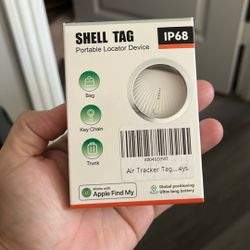 SHELL TAG
IP68
Portable Locator Device
Bag
Key Chain
Trunk
Air Tracker Tag,...4ys
Works with
Apple Find My
Global positioning
Ultra-long battery